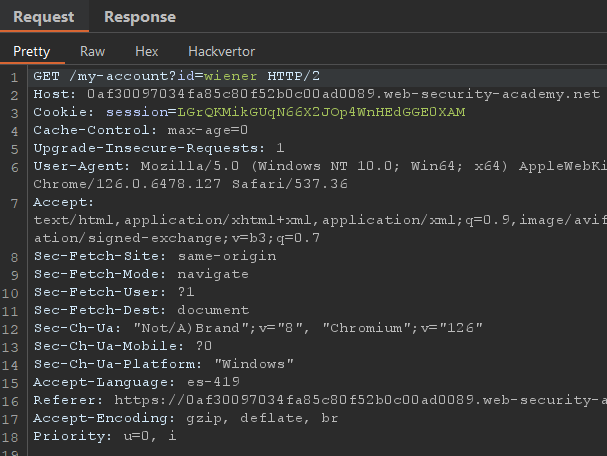 Request Response
Pretty Raw Hex Hackvertor
1 GET /my-account?id=wiener HTTP/2
2 Host: 0af30097034fa85c80f52b0c00ad0089.web-security-academy.net
3 Cookie: session=LGrQKMikGUqN66X2JOp4WnHEdGGE0XAM
4 Cache-Control: max-age=0
5 Upgrade-Insecure-Requests: 1
6 User-Agent: Mozilla/5.0 (Windows NT 10.0; Win64; x64) AppleWebKi
Chrome/126.0.6478.127 Safari/537.36
7 Accept:
text/html,application/xhtml+xml,application/xml;q=0.9,image/avif
ation/signed-exchange;v=b3;q=0.7
8 Sec-Fetch-Site: same-origin
9 Sec-Fetch-Mode: navigate
10 Sec-Fetch-User: ?1
11 Sec-Fetch-Dest: document
12 Sec-Ch-Ua: "Not/A)Brand";v="8", "Chromium";v="126"
13 Sec-Ch-Ua-Mobile: ?0
14 Sec-Ch-Ua-Platform: "Windows"
15 Accept-Language: es-419
16 Referer: https://0af30097034fa85c80f52b0c00ad0089.web-security-a
17 Accept-Encoding: gzip, deflate, br
18 Priority: u=0, i
19